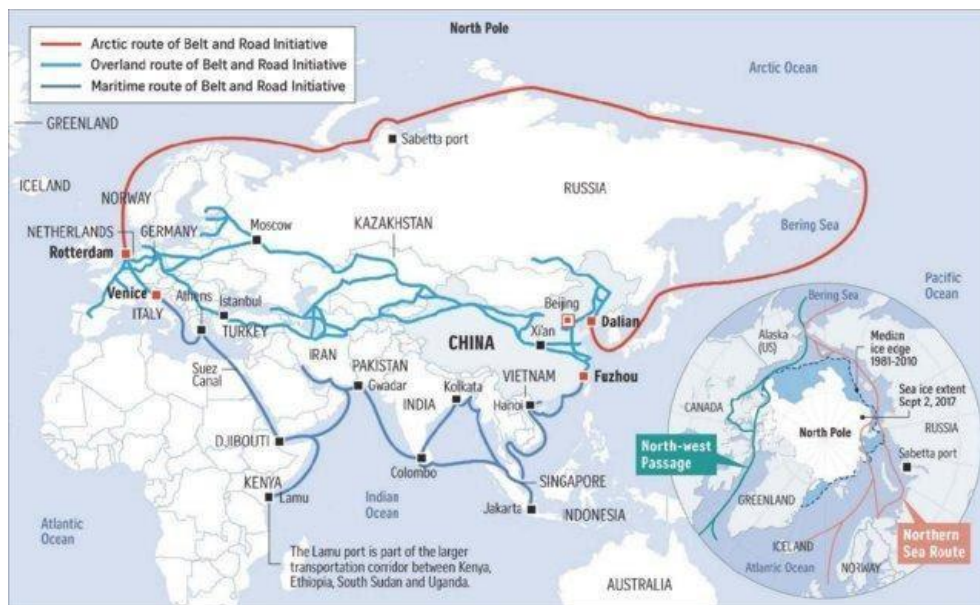 North Pole
Arctic route of Belt and Road Initiative
Overland route of Belt and Road Initiative
Maritime route of Belt and Road Initiative
Arctic Ocean
GREENLAND
Sabetta port
ICELAND
NORWAY
RUSSIA
NETHERLANDS
GERMANY
Moscow
KAZAKHSTAN
Bering Sea
Rotterdam
Pacific
Ocean
Venice
Athens
Istanbul
Beijing
Dalian
ITALY
TURKEY
CHINA
Xi'an
IRAN
PAKISTAN
Suez
Canal
Gwadar
Kolkata
VIETNAM
Fuzhou
INDIA
Hanoi
DJIBOUTI
KENYA
Lamu
Colombo
SINGAPORE
Indian
Ocean
Jakarta
INDONESIA
Atlantic
Ocean
The Lamu port is part of the larger
transportation corridor between Kenya,
Ethiopia, South Sudan and Uganda.
AUSTRALIA
Bering Sea
Alaska
(US)
Median
ice edge
1981-2010
Sea ice extent
Sept 2, 2017
CANADA
North Pole
RUSSIA
North-west
Passage
Sabetta port
GREENLAND
Northern
Sea Route
ICELAND
Atlantic Ocean
NORWAY